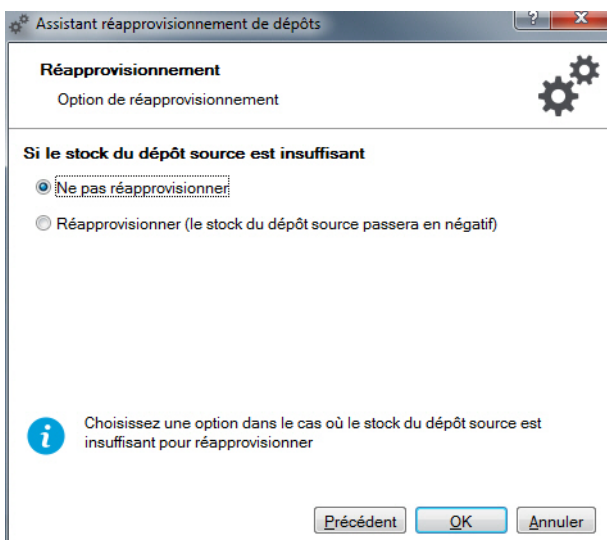 Assistant réapprovisionnement de dépôts
?
X
Réapprovisionnement
Option de réapprovisionnement
Si le stock du dépôt source est insuffisant
Ne pas réapprovisionner
Réapprovisionner (le stock du dépôt source passera en négatif)
i
Choisissez une option dans le cas où le stock du dépôt source est
insuffisant pour réapprovisionner
Précédent
OK
Annuler